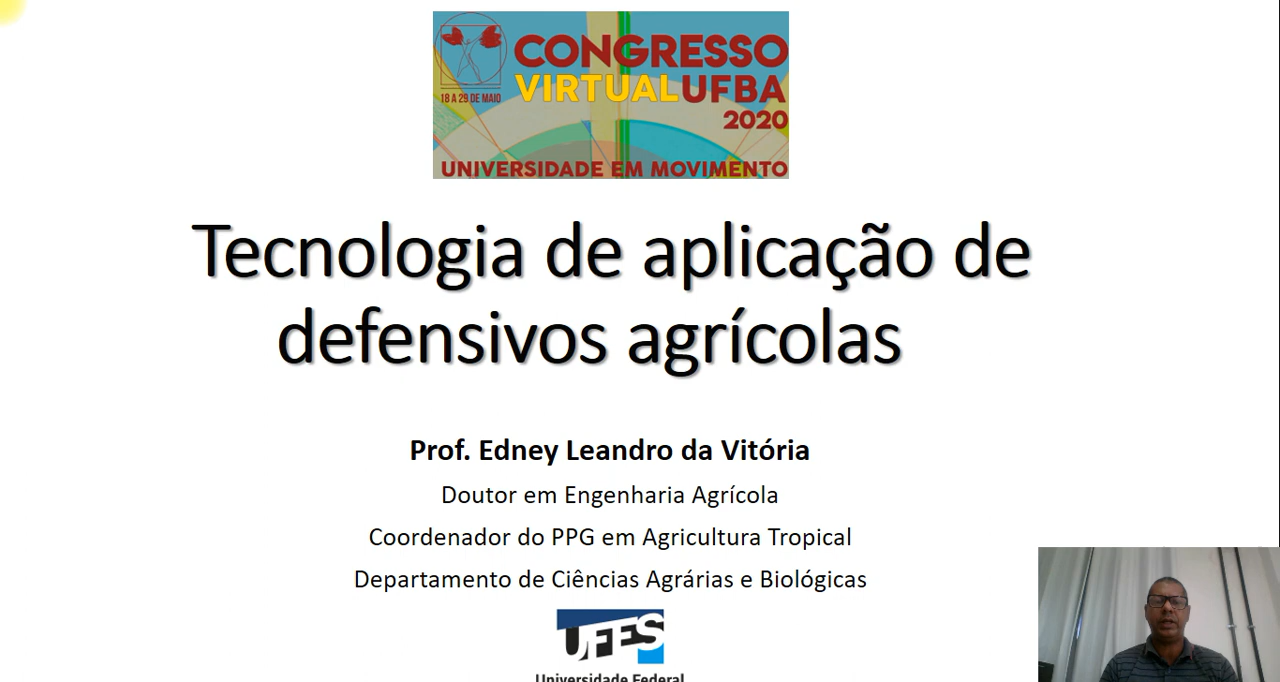 CONGRESSO
18 A 29 DE MAIO
VIRTUAL UFBA
2020
UNIVERSIDADE EM MOVIMENTO
Tecnologia de aplicação de
defensivos agrícolas
Prof. Edney Leandro da Vitória
Doutor em Engenharia Agrícola
Coordenador do PPG em Agricultura Tropical
Departamento de Ciências Agrárias e Biológicas
UFES
Universidade Federal